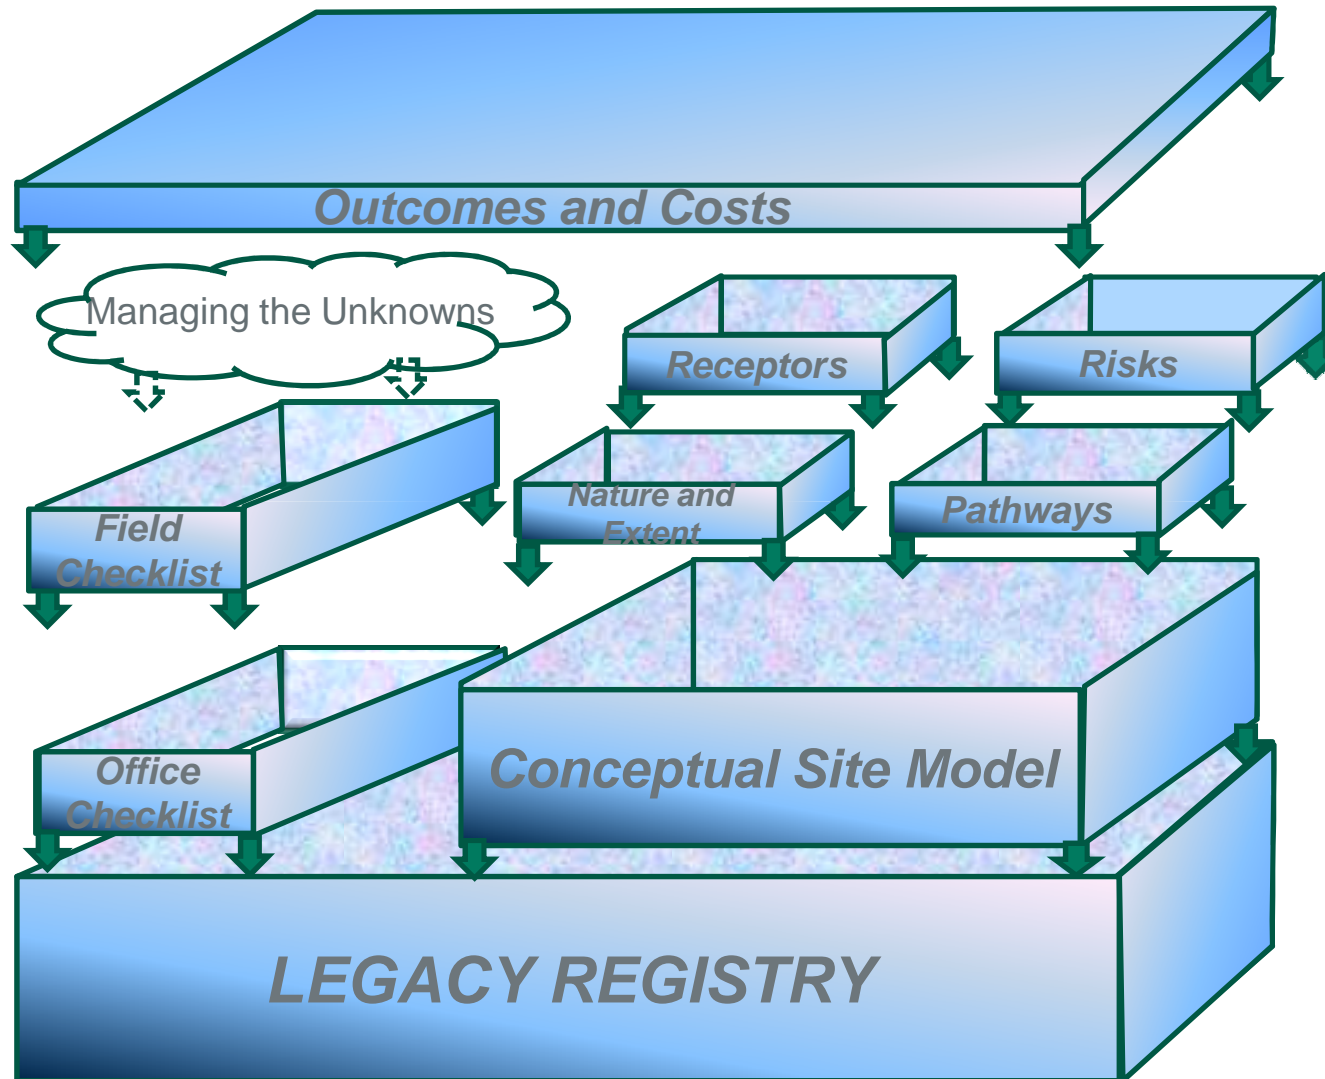 Outcomes and Costs
Managing the Unknowns
Receptors
Risks
Nature and
Extent
Pathways
Field
Checklist
Office
Checklist
Conceptual Site Model
LEGACY REGISTRY